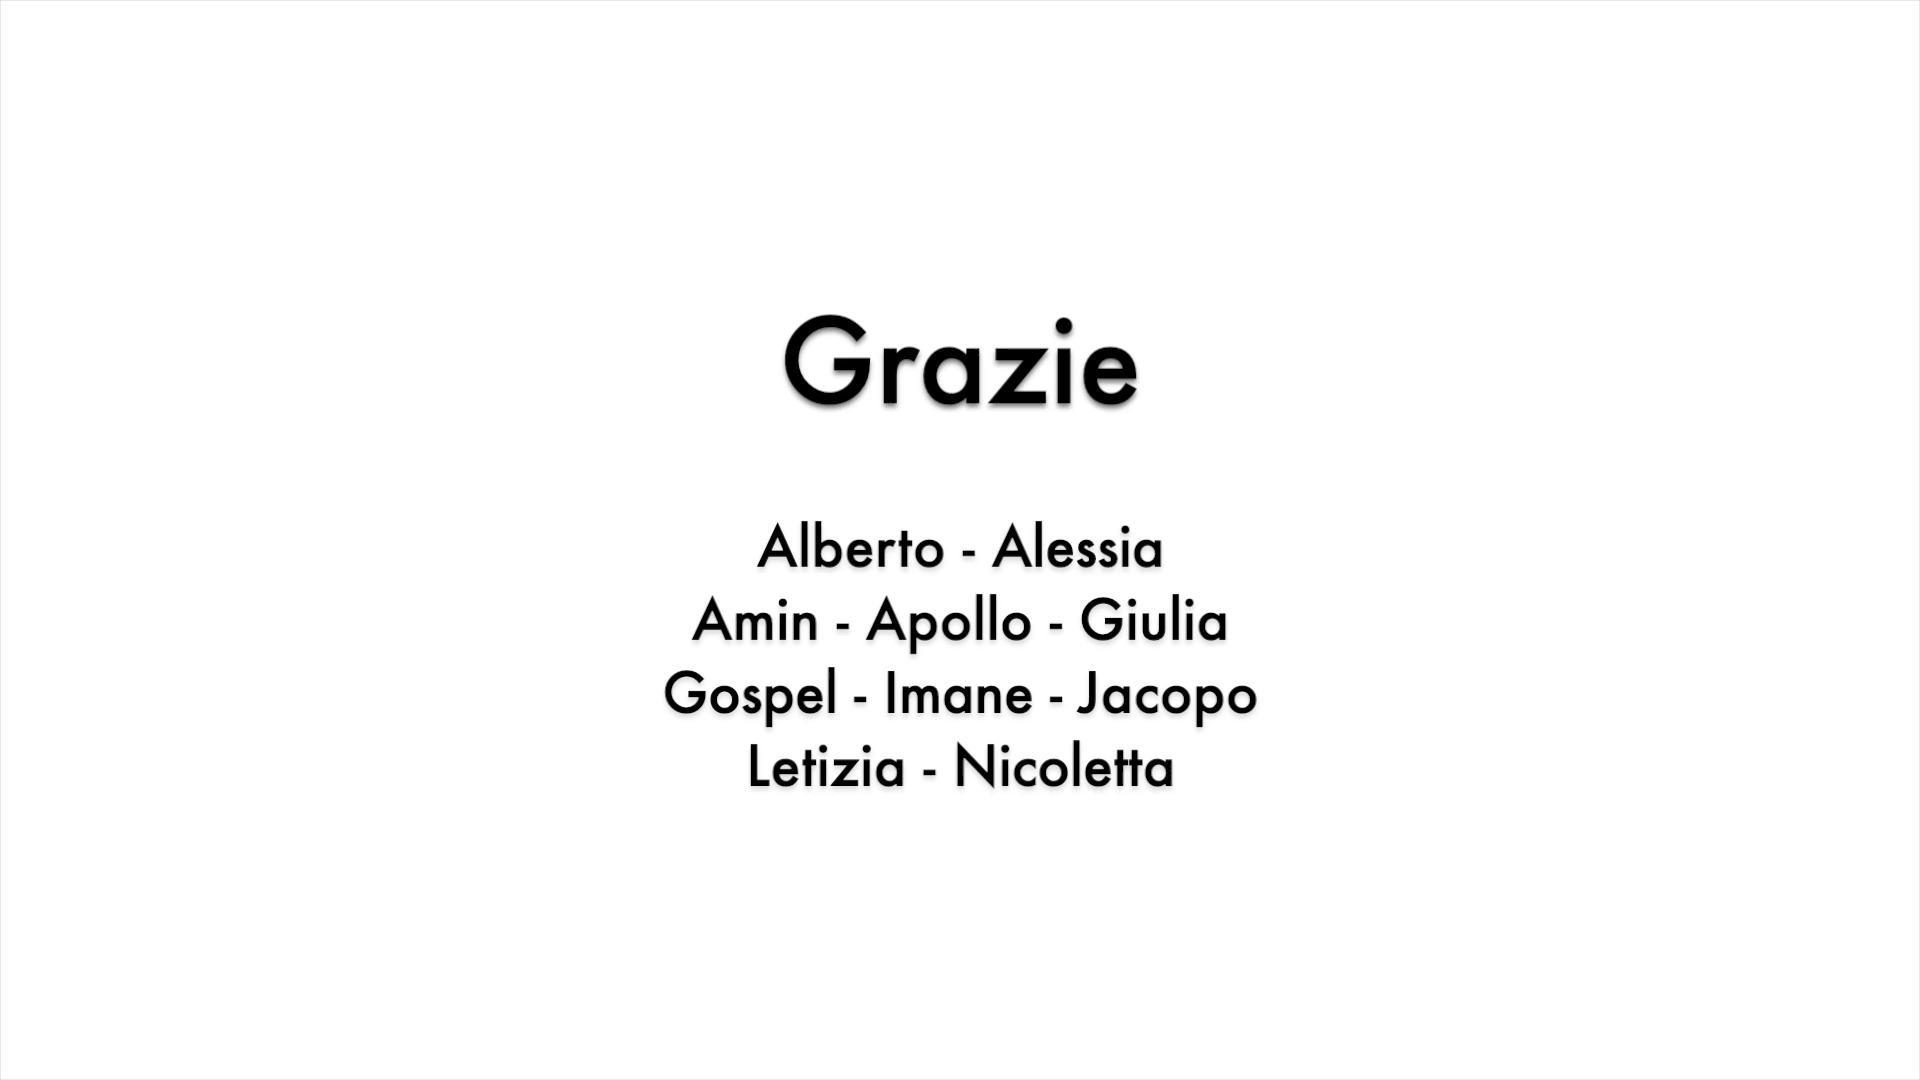 Grazie
Alberto - Alessia
Amin - Apollo - Giulia
Gospel - Imane - Jacopo
Letizia - Nicoletta